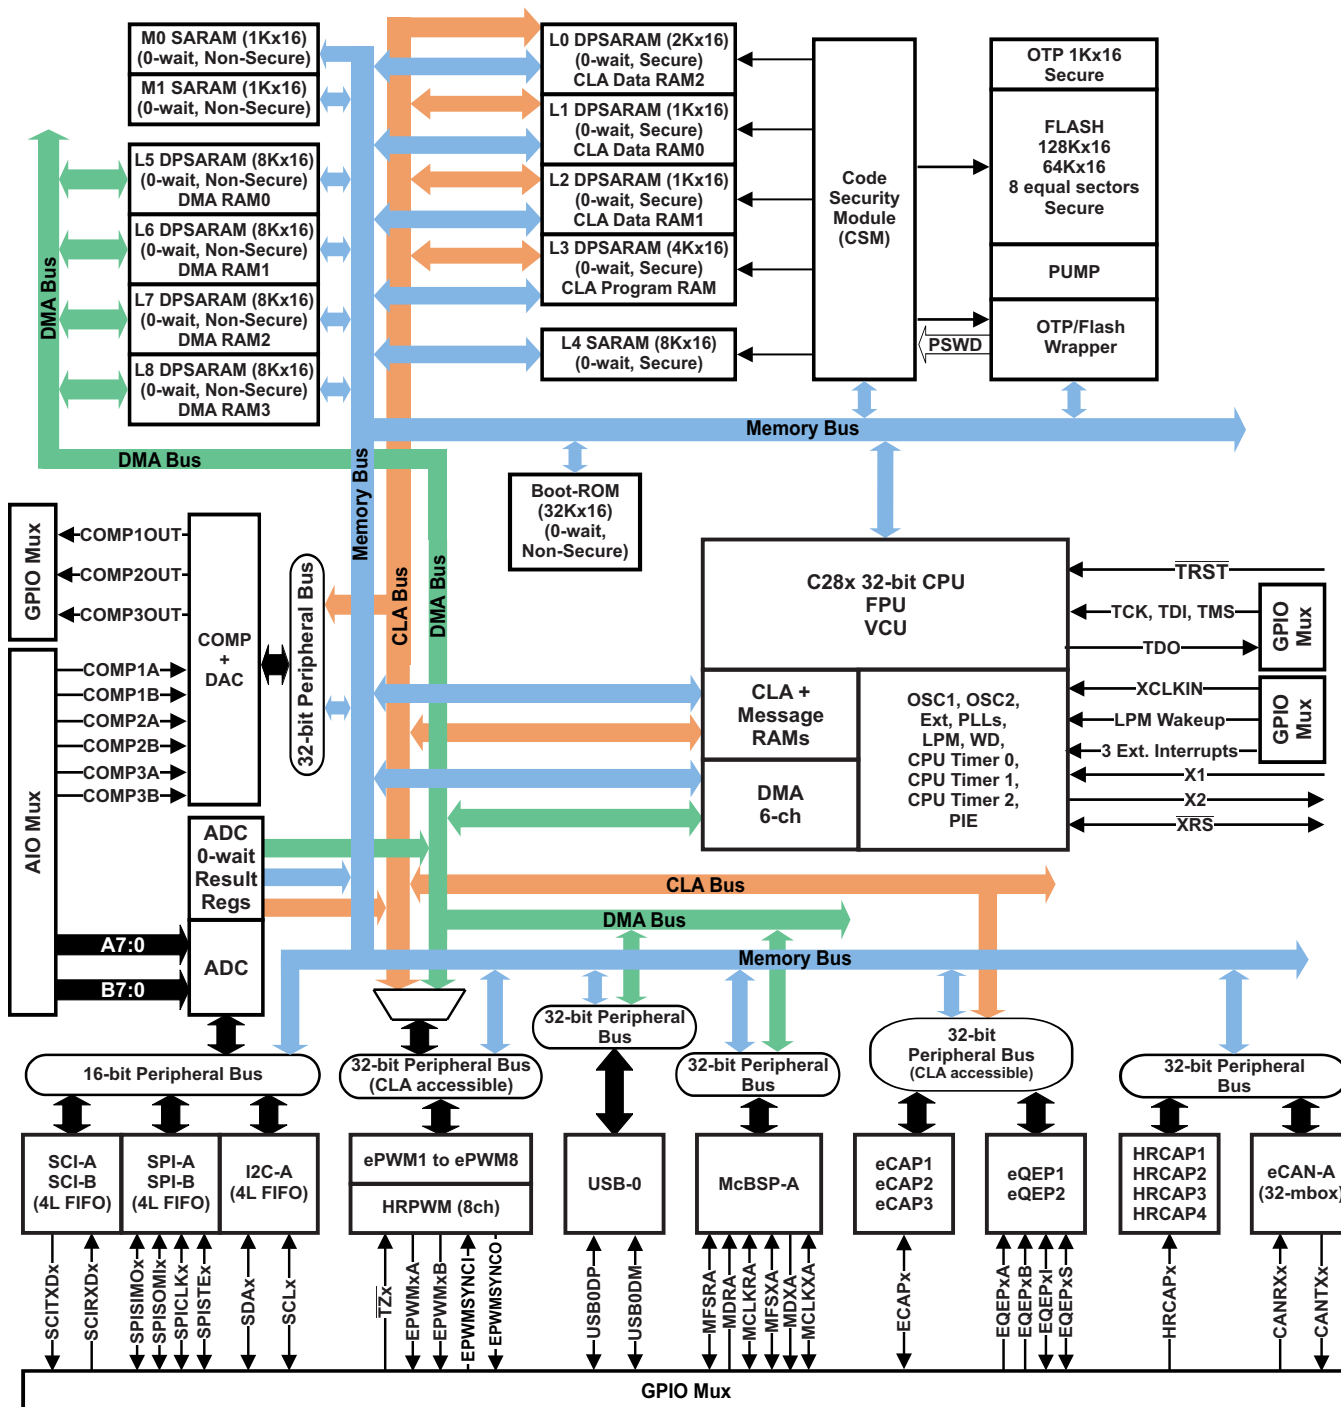 M0 SARAM (1Kx16)
(0-wait, Non-Secure)
M1 SARAM (1Kx16)
(0-wait, Non-Secure)
L5 DPSARAM (8Kx16)
(0-wait, Non-Secure)
DMA RAM0
L6 DPSARAM (8Kx16)
(0-wait, Non-Secure)
DMA RAM1
L7 DPSARAM (8Kx16)
(0-wait, Non-Secure)
DMA RAM2
L8 DPSARAM (8Kx16)
(0-wait, Non-Secure)
DMA RAM3
DMA Bus
DMA Bus
L0 DPSARAM (2Kx16)
(0-wait, Secure)
CLA Data RAM2
L1 DPSARAM (1Kx16)
(0-wait, Secure)
CLA Data RAM0
L2 DPSARAM (1Kx16)
(0-wait, Secure)
CLA Data RAM1
L3 DPSARAM (4Kx16)
(0-wait, Secure)
CLA Program RAM
L4 SARAM (8Kx16)
(0-wait, Secure)
Code
Security
Module
(CSM)
OTP 1Kx16
Secure
FLASH
128Kx16
64Kx16
8 equal sectors
Secure
PUMP
OTP/Flash
Wrapper
PSWD
Memory Bus
Memory Bus
CLA Bus
DMA Bus
Boot-ROM
(32Kx16)
(0-wait,
Non-Secure)
C28x 32-bit CPU
FPU
VCU
CLA +
Message
RAMs
DMA
6-ch
OSC1, OSC2,
Ext, PLLs,
LPM, WD,
CPU Timer 0,
CPU Timer 1,
CPU Timer 2,
PIE
TRST
TCK, TDI, TMS
TDO
GPIO
Mux
XCLKIN
LPM Wakeup
3 Ext. Interrupts
GPIO
Mux
X1
X2
XRS
GPIO Mux
COMP1OUT
COMP2OUT
COMP3OUT
AIO Mux
COMP1A
COMP1B
COMP2A
COMP2B
COMP3A
COMP3B
COMP
+
DAC
32-bit Peripheral Bus
ADC
0-wait
Result
Regs
ADC
A7:0
B7:0
CLA Bus
DMA Bus
Memory Bus
16-bit Peripheral Bus
32-bit Peripheral Bus
(CLA accessible)
32-bit Peripheral
Bus
32-bit Peripheral
Bus
32-bit
Peripheral Bus
(CLA accessible)
32-bit Peripheral
Bus
SCI-A
SCI-B
(4L FIFO)
SPI-A
SPI-B
(4L FIFO)
I2C-A
(4L FIFO)
ePWM1 to ePWM8
HRPWM (8ch)
USB-0
McBSP-A
eCAP1
eCAP2
eCAP3
eQEP1
eQEP2
HRCAP1
HRCAP2
HRCAP3
HRCAP4
eCAN-A
(32-mbox)
SCITXDx
SCIRXDx
SPISIMOx
SPISOMIx
SPICLKx
SPISTEx
SDAx
SCLx
TZx
EPWMxA
EPWMxB
EPWMSYNCI
EPWMSYNCO
USB0DP
USB0DM
MFSRA
MDRA
MCLKRA
MFSXA
MDXA
MCLKXA
ECAPx
EQEPxA
EQEPxB
EQEPxI
EQEPxS
HRCAPx
CANRXx
CANTXx
GPIO Mux